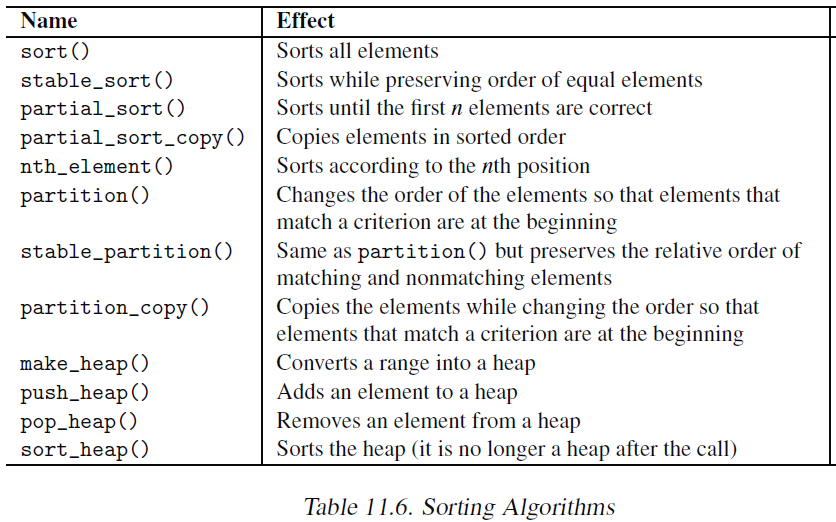 Name Effect
sort() Sorts all elements
stable_sort() Sorts while preserving order of equal elements
partial_sort() Sorts until the first n elements are correct
partial_sort_copy() Copies elements in sorted order
nth_element() Sorts according to the nth position
partition() Changes the order of the elements so that elements that
match a criterion are at the beginning
stable_partition() Same as partition() but preserves the relative order of
matching and nonmatching elements
partition_copy() Copies the elements while changing the order so that
elements that match a criterion are at the beginning
make_heap() Converts a range into a heap
push_heap() Adds an element to a heap
pop_heap() Removes an element from a heap
sort_heap() Sorts the heap (it is no longer a heap after the call)
Table 11.6. Sorting Algorithms